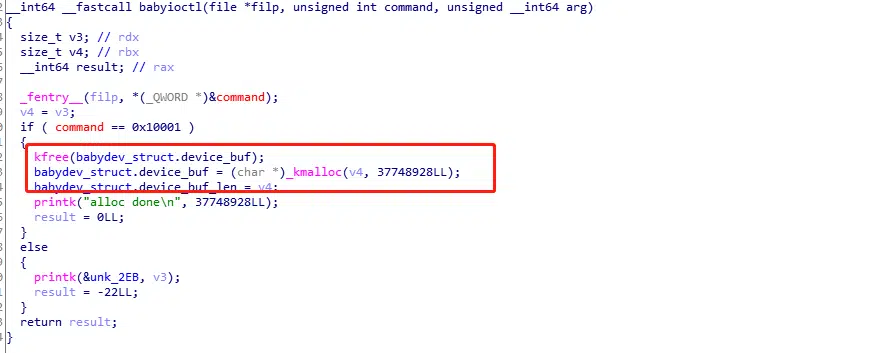 __int64 __fastcall babyioctl(file *filp, unsigned int command, unsigned __int64 arg)
{
size_t v3; // rdx
size_t v4; // rbx
__int64 result; // rax
_fentry__(filp, *(_QWORD *)&command);
v4 = v3;
if ( command == 0x10001 )
{
kfree(babydev_struct.device_buf);
babydev_struct.device_buf = (char *)_kmalloc(v4, 37748928LL);
babydev_struct.device_buf_len = v4;
printk("alloc done\n", 37748928LL);
result = 0LL;
}
else
{
printk(&unk_2EB, v3);
result = -22LL;
}
return result;
}